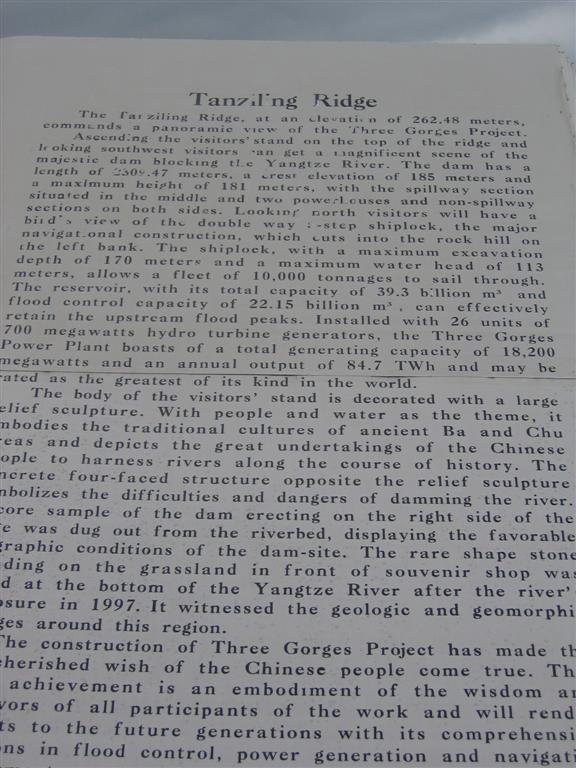 Tanziling Ridge
The Tanziling Ridge, at an elevation of 262.48 meters,
commands a panoramic view of the Three Gorges Project.
Ascending the visitors' stand on the top of the ridge and
looking southwest visitors can get a magnificent scene of the
majestic dam blocking the Yangtze River. The dam has a
length of 2309.47 meters, a crest elevation of 185 meters and
a maximum height of 181 meters, with the spillway section
situated in the middle and two powerhouses and non-spillway
sections on both sides. Looking north visitors will have a
bird's view of the double way -step shiplock, the major
navigational construction, which cuts into the rock hill on
the left bank. The shiplock, with a maximum excavation
depth of 170 meters and a maximum water head of 113
meters, allows a fleet of 10,000 tonnages to sail through.
The reservoir, with its total capacity of 39.3 billion m³ and
flood control capacity of 22.15 billion m³, can effectively
retain the upstream flood peaks. Installed with 26 units of
700 megawatts hydro turbine generators, the Three Gorges
Power Plant boasts of a total generating capacity of 18,200
megawatts and an annual output of 84.7 TWh and may be
rated as the greatest of its kind in the world.
The body of the visitors' stand is decorated with a large
elief sculpture. With people and water as the theme, it
mbodies the traditional cultures of ancient Ba and Chu
reas and depicts the great undertakings of the Chinese
ople to harness rivers along the course of history. The
ncrete four-faced structure opposite the relief sculpture
mbolizes the difficulties and dangers of damming the river.
core sample of the dam erecting on the right side of the
e was dug out from the riverbed, displaying the favorable
graphic conditions of the dam-site. The rare shape stone
ding on the grassland in front of souvenir shop was
d at the bottom of the Yangtze River after the river'
osure in 1997. It witnessed the geologic and geomorphi
ges around this region.
The construction of Three Gorges Project has made th
cherished wish of the Chinese people come true. Th
achievement is an embodiment of the wisdom an
vors of all participants of the work and will rend
ts to the future generations with its comprehensi
ons in flood control, power generation and navigati